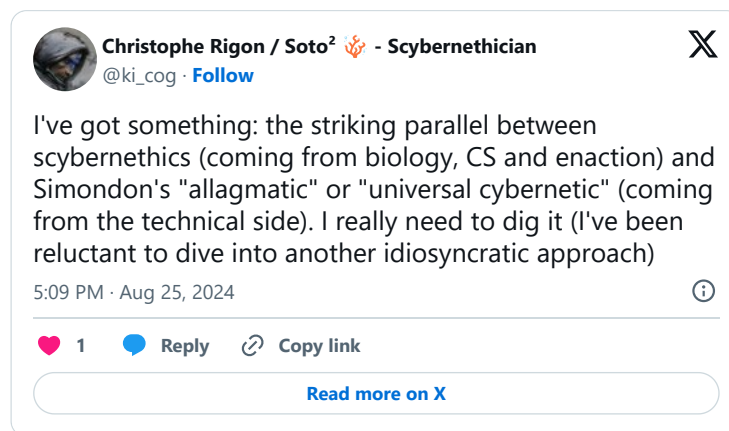 Christophe Rigon / Soto² 🪸 - Scybernethician
@ki_cog · Follow
I've got something: the striking parallel between
scybernethics (coming from biology, CS and enaction) and
Simondon's "allagmatic" or "universal cybernetic" (coming
from the technical side). I really need to dig it (I've been
reluctant to dive into another idiosyncratic approach)
5:09 PM · Aug 25, 2024
1 Reply Copy link
Read more on X